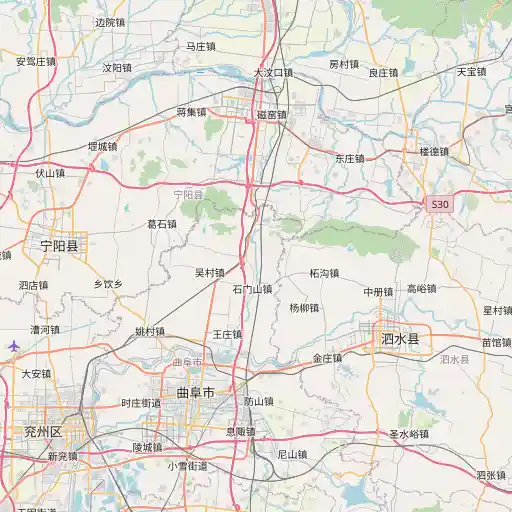 边院镇
马庄镇
安驾庄镇
汶阳镇
大汶口镇
房村镇
良庄镇
天宝镇
蒋集镇
磁窑镇
埋城镇
东庄镇
楼德镇
伏山镇
宁阳县
S30
葛石镇
宁阳县
泗店镇
乡饮乡
吴村镇
石门山镇
柘沟镇
中册镇
高峪镇
杨柳镇
星村镇
漕河镇
姚村镇
王庄镇
泗水县
苗馆镇
曲阜市
金庄镇
泗水县
大安镇
曲阜市
时庄街道
防山镇
兖州区
息陬镇
圣水峪镇
陵城镇
新兖镇
小雪街道
尼山镇
泗张镇